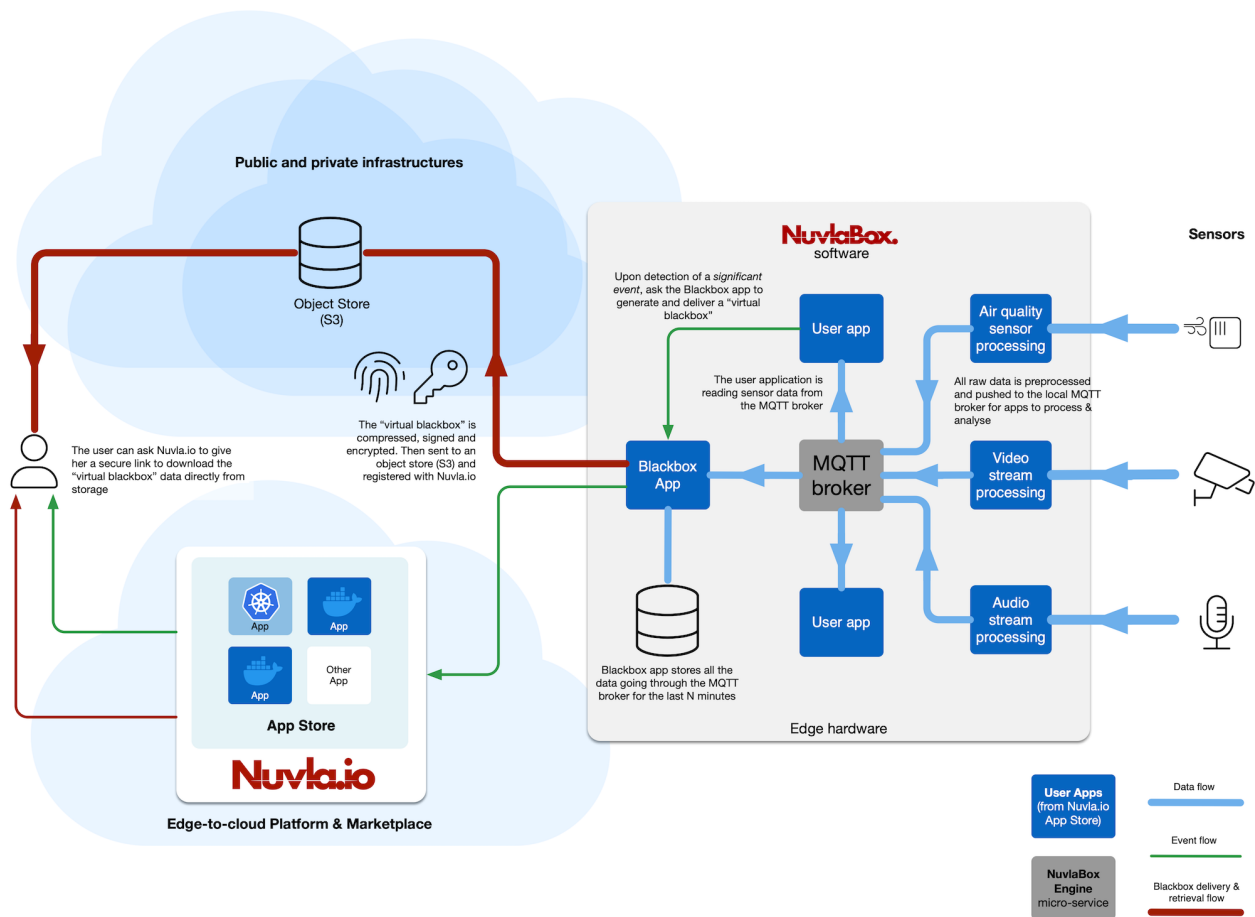 Public and private infrastructures
Object Store
(S3)
The "virtual blackbox" is
compressed, signed and
encrypted. Then sent to an
object store (S3) and
registered with Nuvla.io
The user can ask Nuvla.io to give
her a secure link to download the
"virtual blackbox" data directly from
storage
App
App
App
Other
App
App Store
Nuvla.io
Edge-to-cloud Platform & Marketplace
NuvlaBox.
software
Upon detection of a significant
event, ask the Blackbox app to
generate and deliver a "virtual
blackbox"
User app
Air quality
sensor
processing
The user application is
reading sensor data from
the MQTT broker
All raw data is preprocessed
and pushed to the local MQTT
broker for apps to process &
analyse
Blackbox
App
MQTT
broker
Video
stream
processing
User app
Audio
stream
processing
Blackbox app stores all the
data going through the MQTT
broker for the last N minutes
Edge hardware
Sensors
User Apps
(from Nuvla.io
App Store)
Data flow
Event flow
NuvlaBox
Engine
micro-service
Blackbox delivery &
retrieval flow